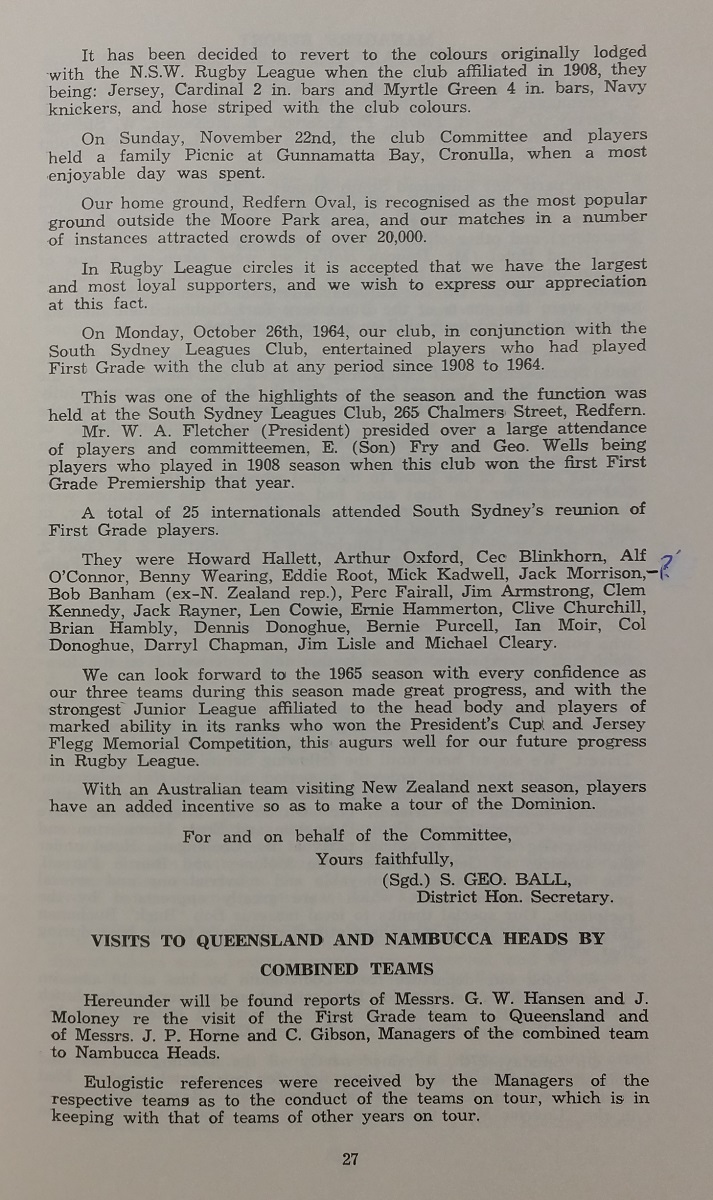 It has been decided to revert to the colours originally lodged
with the N.S.W. Rugby League when the club affiliated in 1908, they
being: Jersey, Cardinal 2 in. bars and Myrtle Green 4 in. bars, Navy
knickers, and hose striped with the club colours.
On Sunday, November 22nd, the club Committee and players
held a family Picnic at Gunnamatta Bay, Cronulla, when a most
enjoyable day was spent.
Our home ground, Redfern Oval, is recognised as the most popular
ground outside the Moore Park area, and our matches in a number
of instances attracted crowds of over 20,000.
In Rugby League circles it is accepted that we have the largest
and most loyal supporters, and we wish to express our appreciation
at this fact.
On Monday, October 26th, 1964, our club, in conjunction with the
South Sydney Leagues Club, entertained players who had played
First Grade with the club at any period since 1908 to 1964.
This was one of the highlights of the season and the function was
held at the South Sydney Leagues Club, 265 Chalmers Street, Redfern.
Mr. W. A. Fletcher (President) presided over a large attendance
of players and committeemen, E. (Son) Fry and Geo. Wells being
players who played in 1908 season when this club won the first First
Grade Premiership that year.
A total of 25 internationals attended South Sydney's reunion of
First Grade players.
They were Howard Hallett, Arthur Oxford, Cec Blinkhorn, Alf
O'Connor, Benny Wearing, Eddie Root, Mick Kadwell, Jack Morrison, ?
Bob Banham (ex-N. Zealand rep.), Perc Fairall, Jim Armstrong, Clem
Kennedy, Jack Rayner, Len Cowie, Ernie Hammerton, Clive Churchill,
Brian Hambly, Dennis Donoghue, Bernie Purcell, Ian Moir, Col
Donoghue, Darryl Chapman, Jim Lisle and Michael Cleary.
We can look forward to the 1965 season with every confidence as
our three teams during this season made great progress, and with the
strongest Junior League affiliated to the head body and players of
marked ability in its ranks who won the President's Cup and Jersey
Flegg Memorial Competition, this augurs well for our future progress
in Rugby League.
With an Australian team visiting New Zealand next season, players
have an added incentive so as to make a tour of the Dominion.
For and on behalf of the Committee,
Yours faithfully,
(Sgd.) S. GEO. BALL,
District Hon. Secretary.
VISITS TO QUEENSLAND AND NAMBUCCA HEADS BY
COMBINED TEAMS
Hereunder will be found reports of Messrs. G. W. Hansen and J.
Moloney re the visit of the First Grade team to Queensland and
of Messrs. J. P. Horne and C. Gibson, Managers of the combined team
to Nambucca Heads.
Eulogistic references were received by the Managers of the
respective teams as to the conduct of the teams on tour, which is in
keeping with that of teams of other years on tour.
27